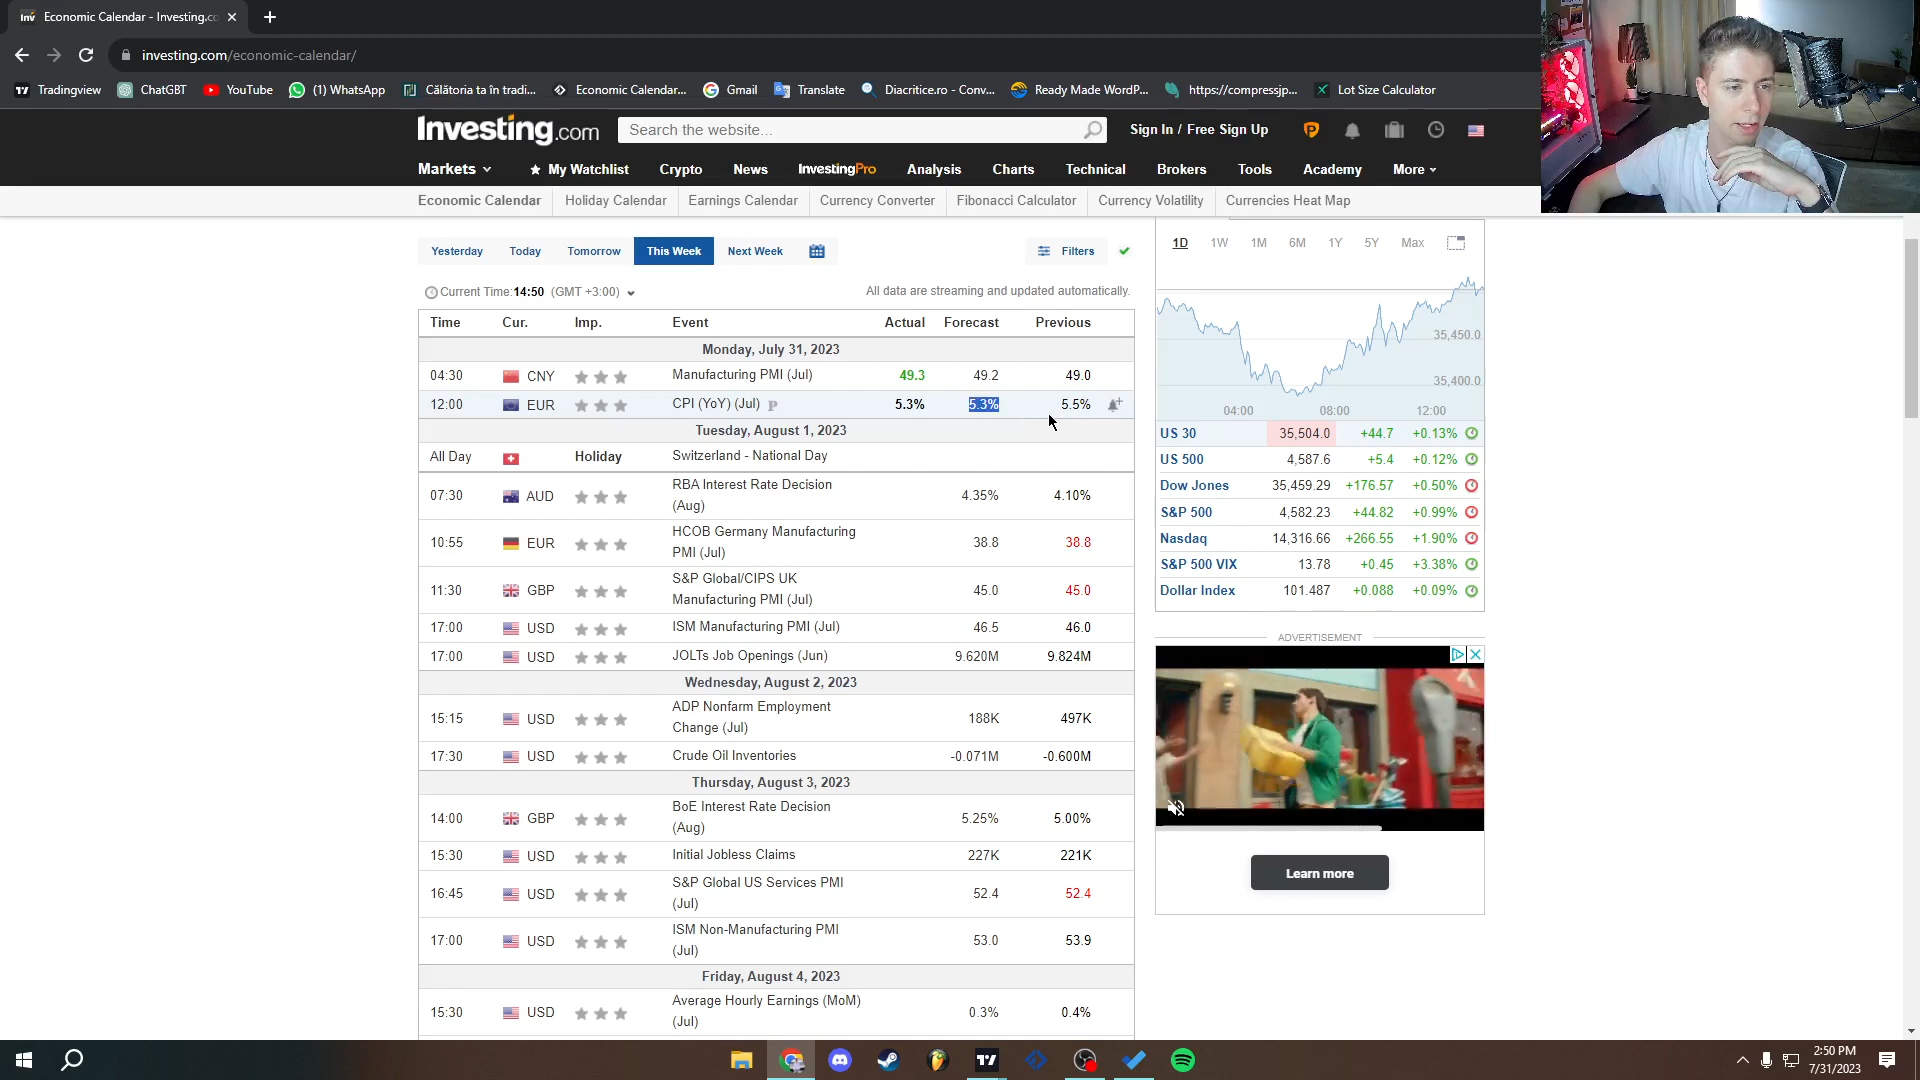 Economic Calendar - Investing.co
investing.com/economic-calendar/
Tradingview
ChatGBT
YouTube
(1) WhatsApp
Călătoria ta în tradi...
Economic Calendar...
Gmail
Translate
Diacritice.ro - Conv...
Ready Made WordP...
https://compressjp...
Lot Size Calculator
Investing.com
Search the website...
Sign In / Free Sign Up
Markets
My Watchlist
Crypto
News
InvestingPro
Analysis
Charts
Technical
Brokers
Tools
Academy
More
Economic Calendar
Holiday Calendar
Earnings Calendar
Currency Converter
Fibonacci Calculator
Currency Volatility
Currencies Heat Map
Yesterday
Today
Tomorrow
This Week
Next Week
Filters
Current Time: 14:50 (GMT +3:00)
All data are streaming and updated automatically.
Time Cur. Imp. Event Actual Forecast Previous
Monday, July 31, 2023
04:30 CNY Manufacturing PMI (Jul) 49.3 49.2 49.0
12:00 EUR CPI (YoY) (Jul) P 5.3% 5.3% 5.5%
Tuesday, August 1, 2023
All Day Holiday Switzerland - National Day
07:30 AUD RBA Interest Rate Decision 4.35% 4.10%
(Aug)
10:55 EUR HCOB Germany Manufacturing 38.8 38.8
PMI (Jul)
11:30 GBP S&P Global/CIPS UK 45.0 45.0
Manufacturing PMI (Jul)
17:00 USD ISM Manufacturing PMI (Jul) 46.5 46.0
17:00 USD JOLTs Job Openings (Jun) 9.620M 9.824M
Wednesday, August 2, 2023
15:15 USD ADP Nonfarm Employment 188K 497K
Change (Jul)
17:30 USD Crude Oil Inventories -0.071M -0.600M
Thursday, August 3, 2023
14:00 GBP BoE Interest Rate Decision 5.25% 5.00%
(Aug)
15:30 USD Initial Jobless Claims 227K 221K
16:45 USD S&P Global US Services PMI 52.4 52.4
(Jul)
17:00 USD ISM Non-Manufacturing PMI 53.0 53.9
(Jul)
Friday, August 4, 2023
15:30 USD Average Hourly Earnings (MoM) 0.3% 0.4%
(Jul)
1D 1W 1M 6M 1Y 5Y Max
35,450.0
35,400.0
04:00 08:00 12:00
US 30 35,504.0 +44.7 +0.13%
US 500 4,587.6 +5.4 +0.12%
Dow Jones 35,459.29 +176.57 +0.50%
S&P 500 4,582.23 +44.82 +0.99%
Nasdaq 14,316.66 +266.55 +1.90%
S&P 500 VIX 13.78 +0.45 +3.38%
Dollar Index 101.487 +0.088 +0.09%
ADVERTISEMENT
Learn more
2:50 PM
7/31/2023